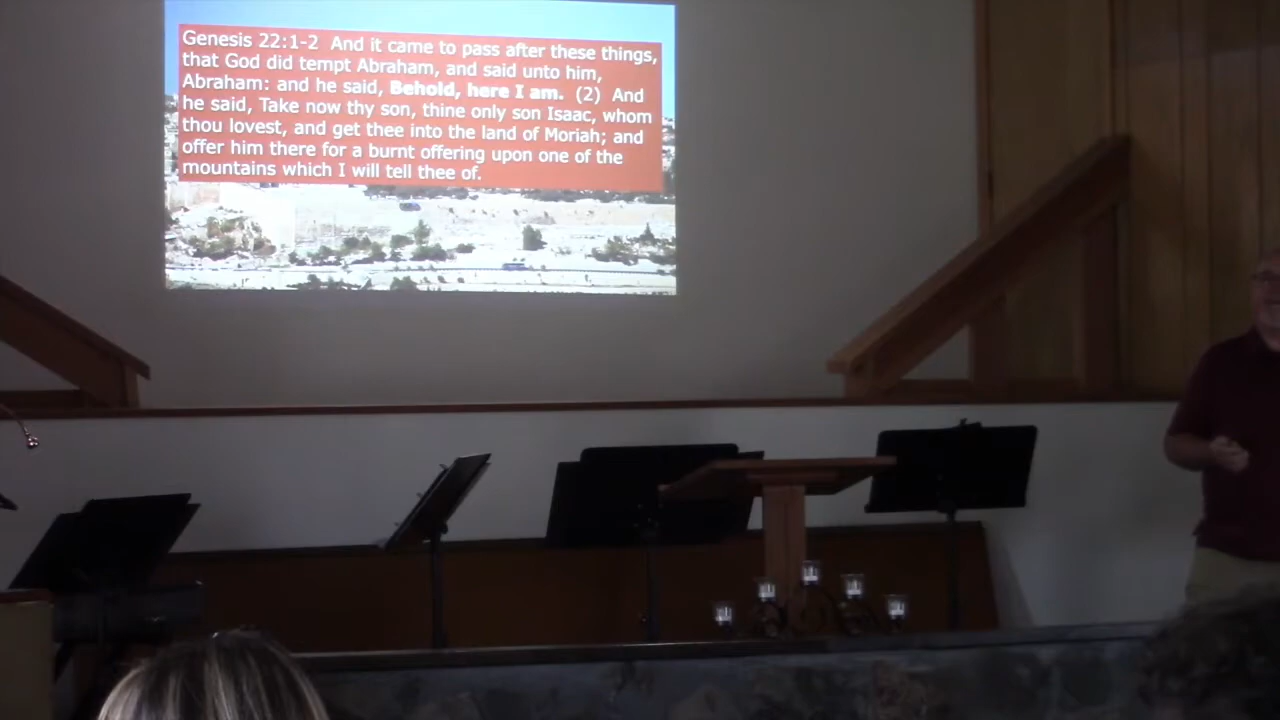 Genesis 22:1-2 And it came to pass after these things,
that God did tempt Abraham, and said unto him,
Abraham: and he said, Behold, here I am. (2) And
he said, Take now thy son, thine only son Isaac, whom
thou lovest, and get thee into the land of Moriah; and
offer him there for a burnt offering upon one of the
mountains which I will tell thee of.